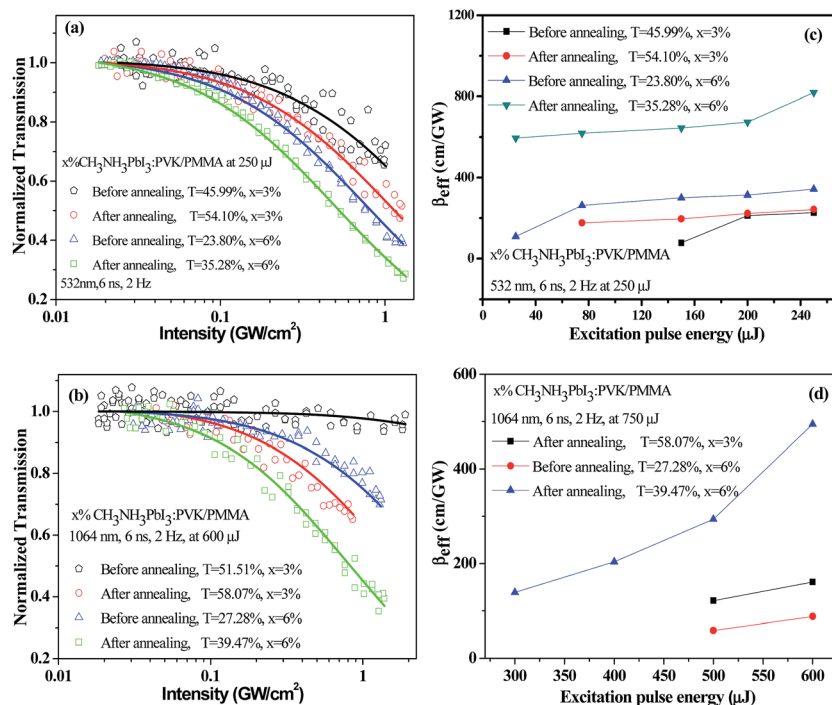 (a)
Normalized Transmission
1.0
0.8
0.6
0.4
0.2
x%CH3NH3PbI3:PVK/PMMA at 250 μJ
Before annealing, T=45.99%, x=3%
After annealing, T=54.10%, x=3%
Before annealing, T=23.80%, x=6%
After annealing, T=35.28%, x=6%
532nm,6 ns, 2 Hz
0.01 0.1 1
Intensity (GW/cm²)
(c)
βeff (cm/GW)
1200
800
400
0
Before annealing, T=45.99%, x=3%
After annealing, T=54.10%, x=3%
Before annealing, T=23.80%, x=6%
After annealing, T=35.28%, x=6%
x% CH3NH3PbI3:PVK/PMMA
532 nm, 6 ns, 2 Hz at 250 μJ
40 80 120 160 200 240
Excitation pulse energy (μJ)
(b)
Normalized Transmission
1.0
0.8
0.6
0.4
0.2
x% CH3NH3PbI3:PVK/PMMA
1064 nm, 6 ns, 2 Hz, at 600 μJ
Before annealing, T=51.51%, x=3%
After annealing, T=58.07%, x=3%
Before annealing, T=27.28%, x=6%
After annealing, T=39.47%, x=6%
0.01 0.1 1
Intensity (GW/cm²)
(d)
βeff (cm/GW)
600
400
200
0
x% CH3NH3PbI3:PVK/PMMA
1064 nm, 6 ns, 2 Hz, at 750 μJ
After annealing, T=58.07%, x=3%
Before annealing, T=27.28%, x=6%
After annealing, T=39.47%, x=6%
300 350 400 450 500 550 600
Excitation pulse energy (μJ)